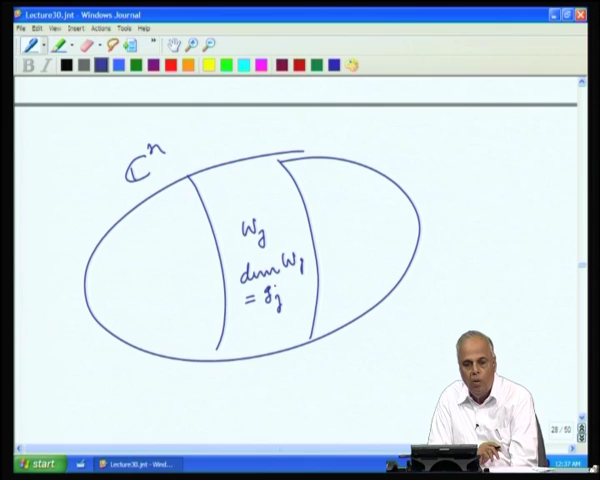 Lecture30.jnt - Windows Journal
File Edit View Insert Actions Tools Help
B I
ℂⁿ
W_j
dim W_j
= g_j
28 / 50
start
Lecture30.jnt - Wind...
12:37 AM